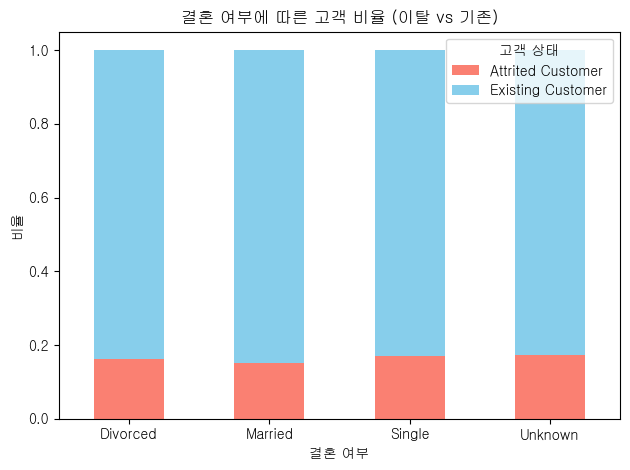 결혼 여부에 따른 고객 비율 (이탈 vs 기존)
고객 상태
Attrited Customer
Existing Customer
1.0
0.8
0.6
0.4
0.2
0.0
비율
Divorced
Married
Single
Unknown
결혼 여부